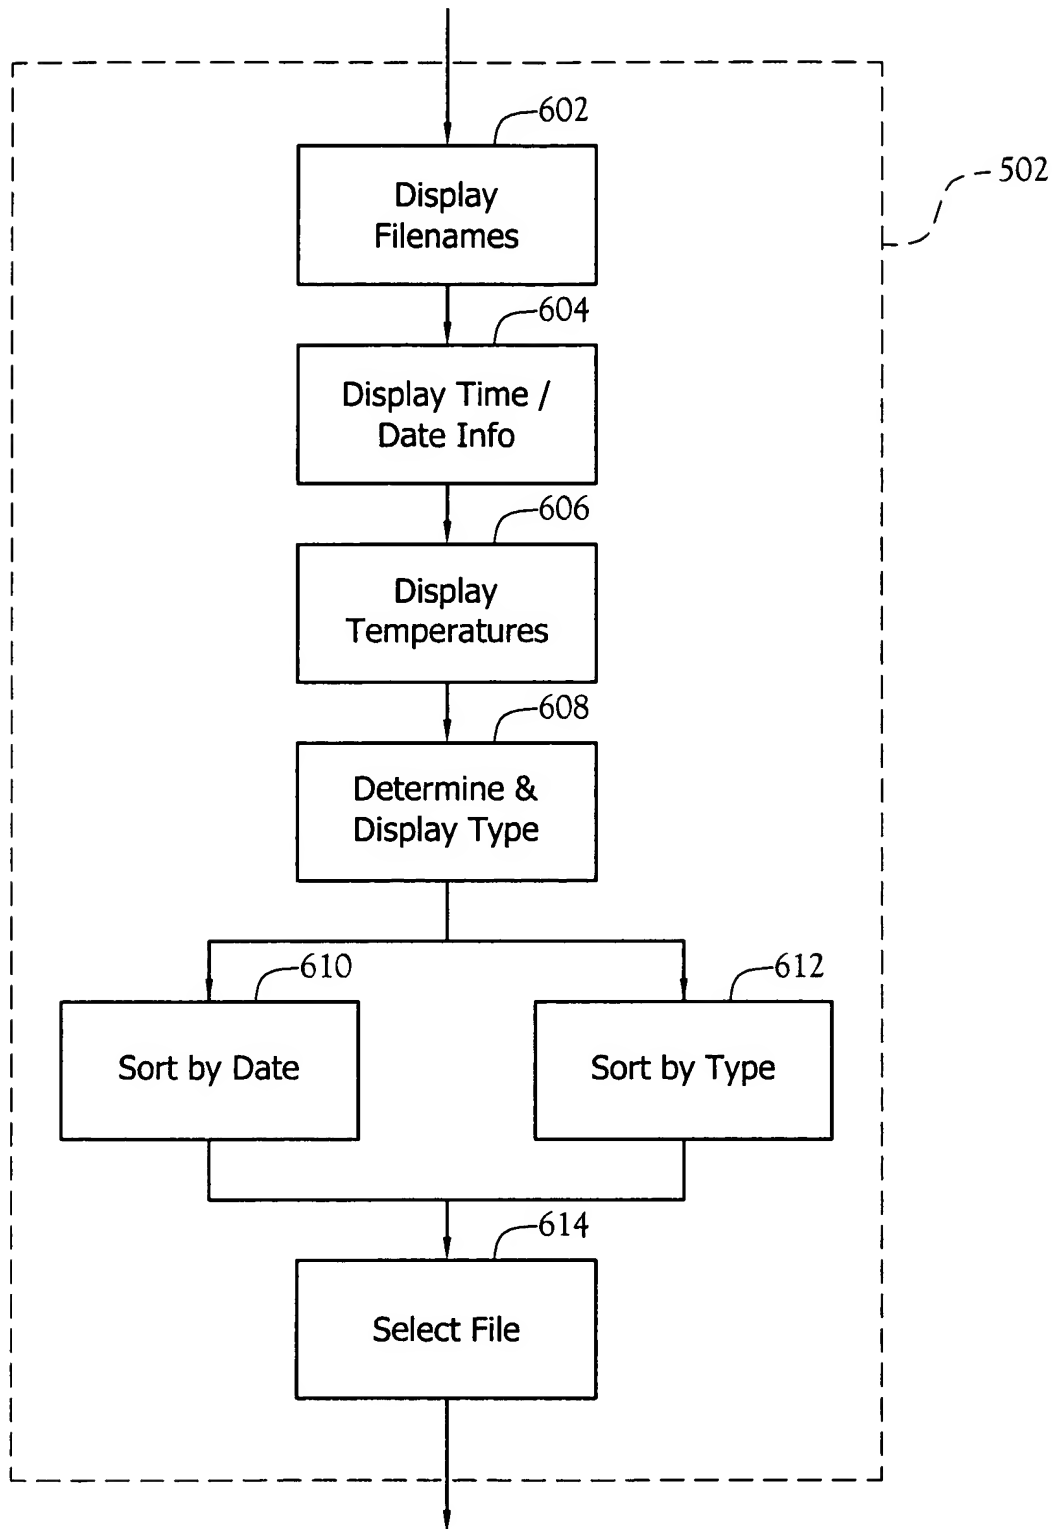 602
Display
Filenames
502
604
Display Time /
Date Info
606
Display
Temperatures
608
Determine &
Display Type
610
Sort by Date
612
Sort by Type
614
Select File